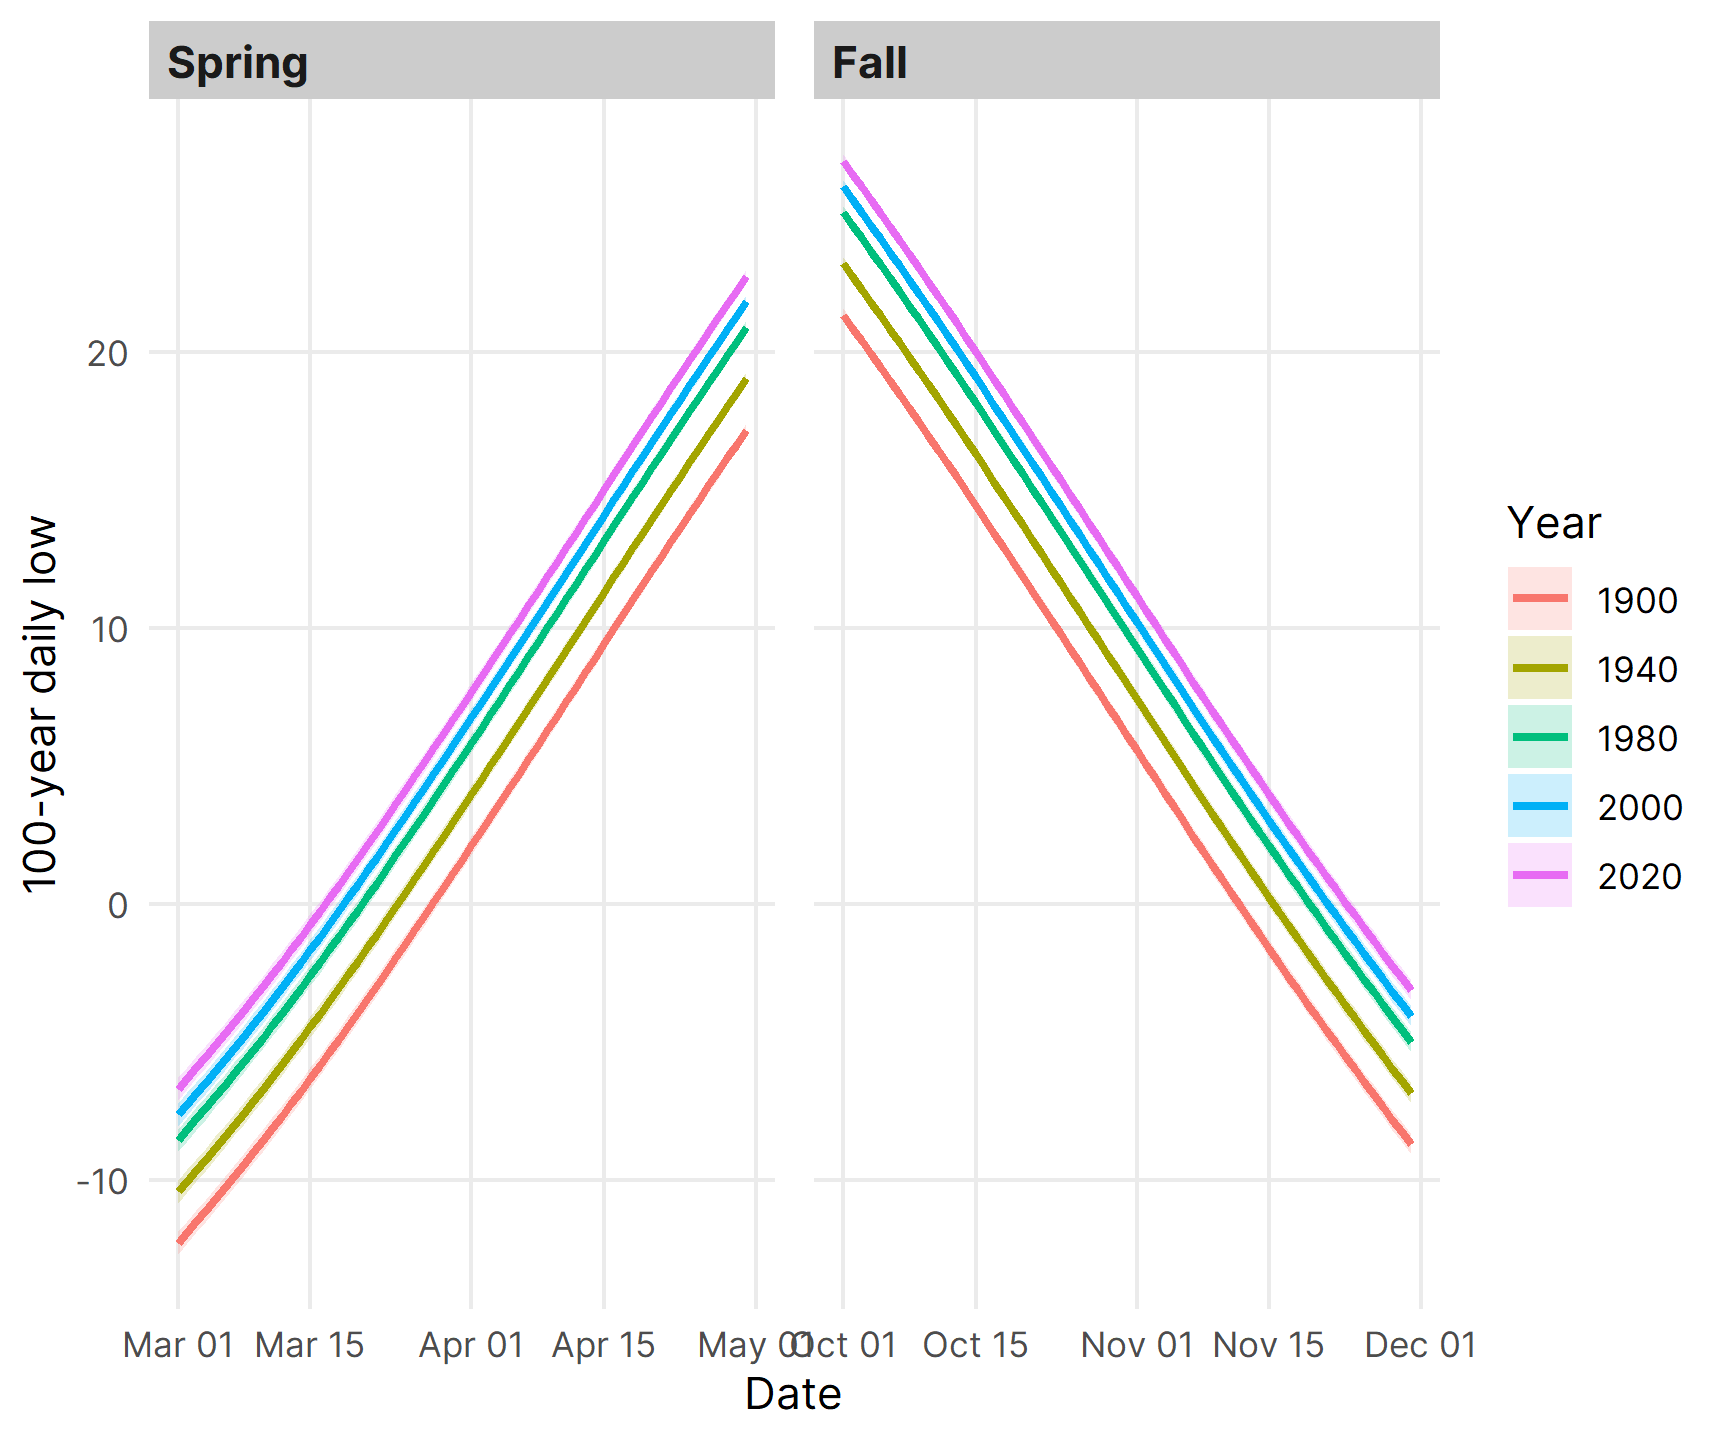 Spring
Fall
100-year daily low
20
10
0
-10
Mar 01 Mar 15 Apr 01 Apr 15 May 01 Oct 01 Oct 15 Nov 01 Nov 15 Dec 01
Date
Year
1900
1940
1980
2000
2020